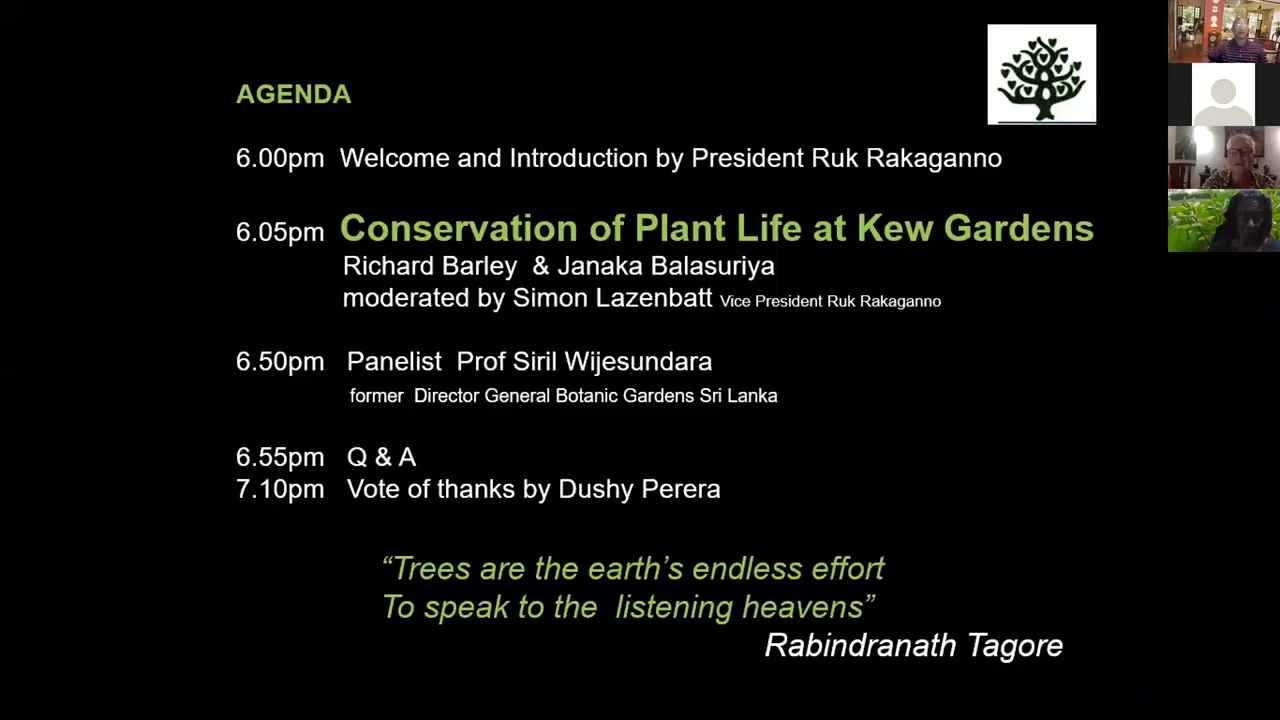 AGENDA
6.00pm Welcome and Introduction by President Ruk Rakaganno
6.05pm Conservation of Plant Life at Kew Gardens
Richard Barley & Janaka Balasuriya
moderated by Simon Lazenbatt Vice President Ruk Rakaganno
6.50pm Panelist Prof Siril Wijesundara
former Director General Botanic Gardens Sri Lanka
6.55pm Q & A
7.10pm Vote of thanks by Dushy Perera
“Trees are the earth’s endless effort
To speak to the listening heavens”
Rabindranath Tagore